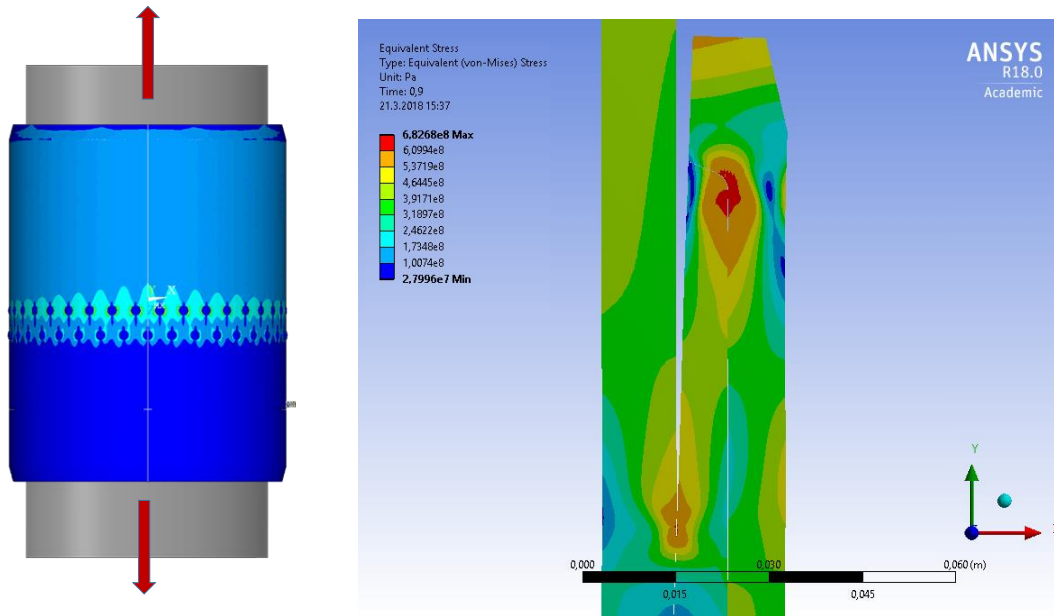 Equivalent Stress
Type: Equivalent (von-Mises) Stress
Unit: Pa
Time: 0,9
21.3.2018 15:37
6,8268e8 Max
6,0994e8
5,3719e8
4,6445e8
3,9171e8
3,1897e8
2,4622e8
1,7348e8
1,0074e8
2,7996e7 Min
ANSYS
R18.0
Academic
X
Y
0,000
0,030
0,060 (m)
0,015
0,045